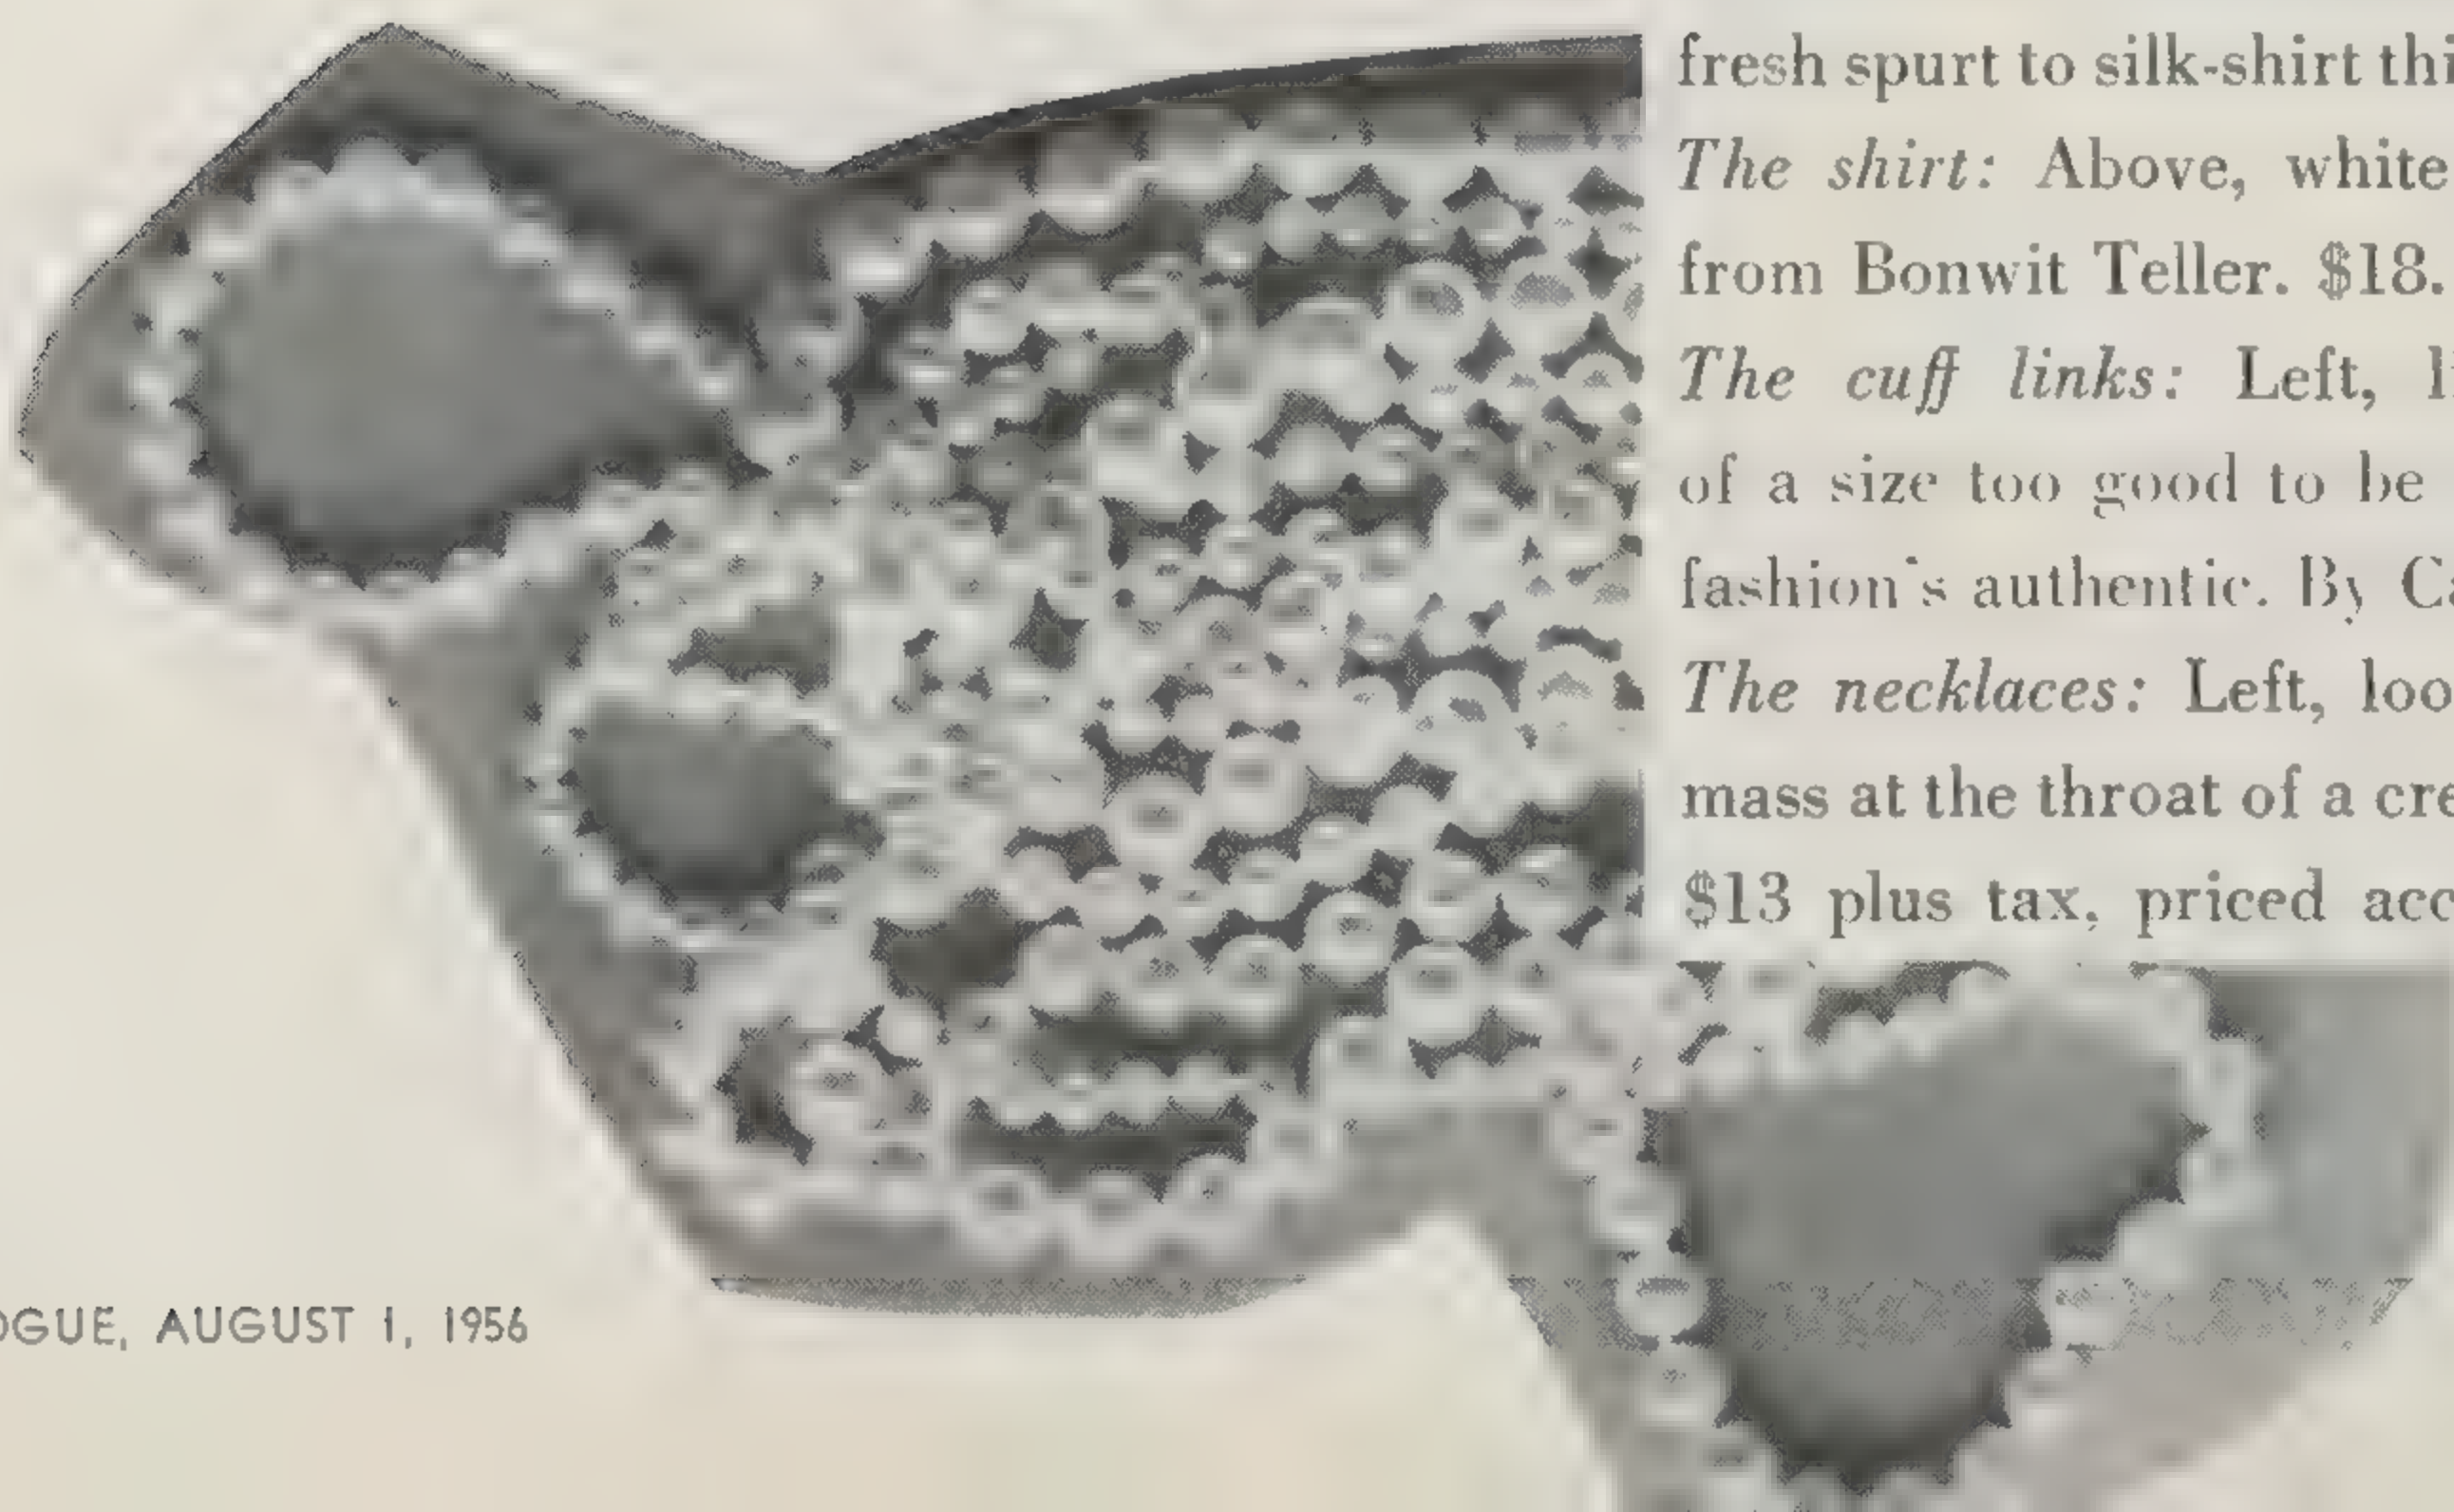 fresh spurt to silk-shirt thi
The shirt: Above, white
from Bonwit Teller. $18.
The cuff links: Left, li
of a size too good to be
fashion's authentic. By Ca
The necklaces: Left, loo
mass at the throat of a cre
$13 plus tax, priced acc
OGUE, AUGUST 1, 1956